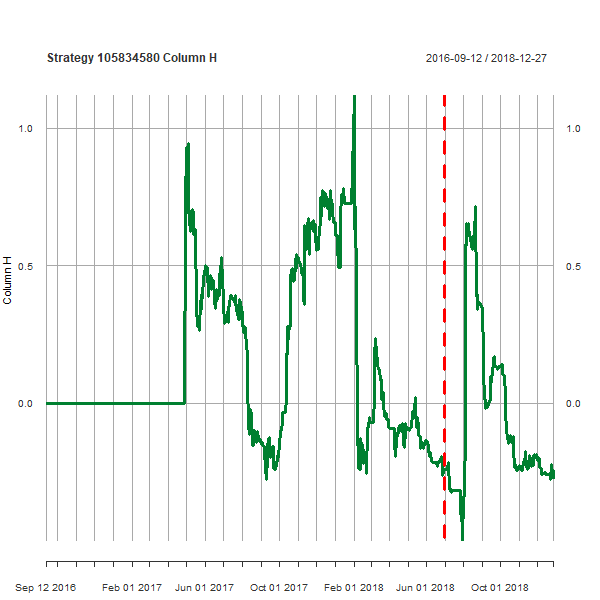 Strategy 105834580 Column H
2016-09-12 / 2018-12-27
1.0
1.0
0.5
0.5
0.0
0.0
Column H
Sep 12 2016
Feb 01 2017
Jun 01 2017
Oct 01 2017
Feb 01 2018
Jun 01 2018
Oct 01 2018